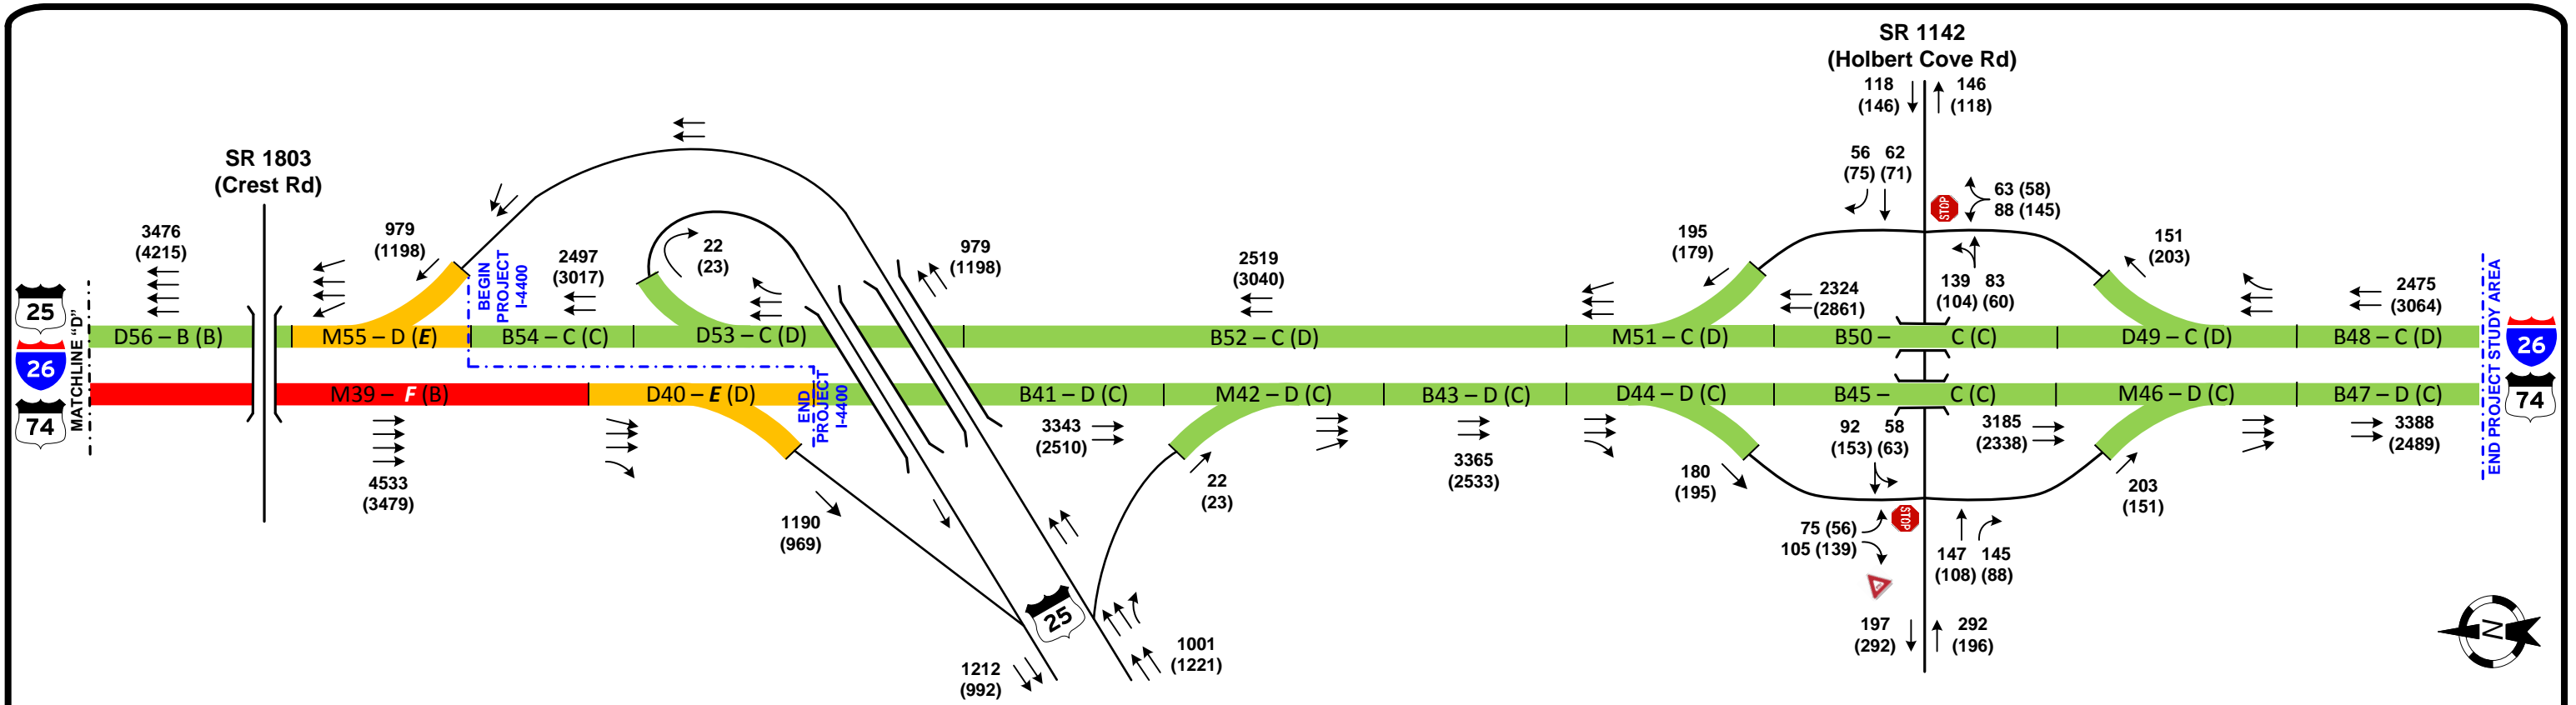 SR 1142
(Holbert Cove Rd)
118
(146)
146
(118)
SR 1803
(Crest Rd)
56 62
(75) (71)
STOP
63 (58)
88 (145)
3476
(4215)
979
(1198)
BEGIN
PROJECT
I-4400
2497
(3017)
22
(23)
979
(1198)
2519
(3040)
195
(179)
2324
(2861)
139 83
(104) (60)
151
(203)
2475
(3064)
25
26
74
MATCHLINE "D"
D56 – B (B)
M55 – D (E)
B54 – C (C)
D53 – C (D)
B52 – C (D)
M51 – C (D)
B50 – C (C)
D49 – C (D)
B48 – C (D)
END PROJECT STUDY AREA
26
74
M39 – F (B)
D40 – E (D)
END
PROJECT
I-4400
B41 – D (C)
M42 – D (C)
B43 – D (C)
D44 – D (C)
B45 – C (C)
M46 – D (C)
B47 – D (C)
4533
(3479)
1190
(969)
3343
(2510)
22
(23)
3365
(2533)
180
(195)
92 58
(153) (63)
3185
(2338)
203
(151)
3388
(2489)
STOP
75 (56)
105 (139)
147 145
(108) (88)
25
1212
(992)
1001
(1221)
197
(292)
292
(196)
N